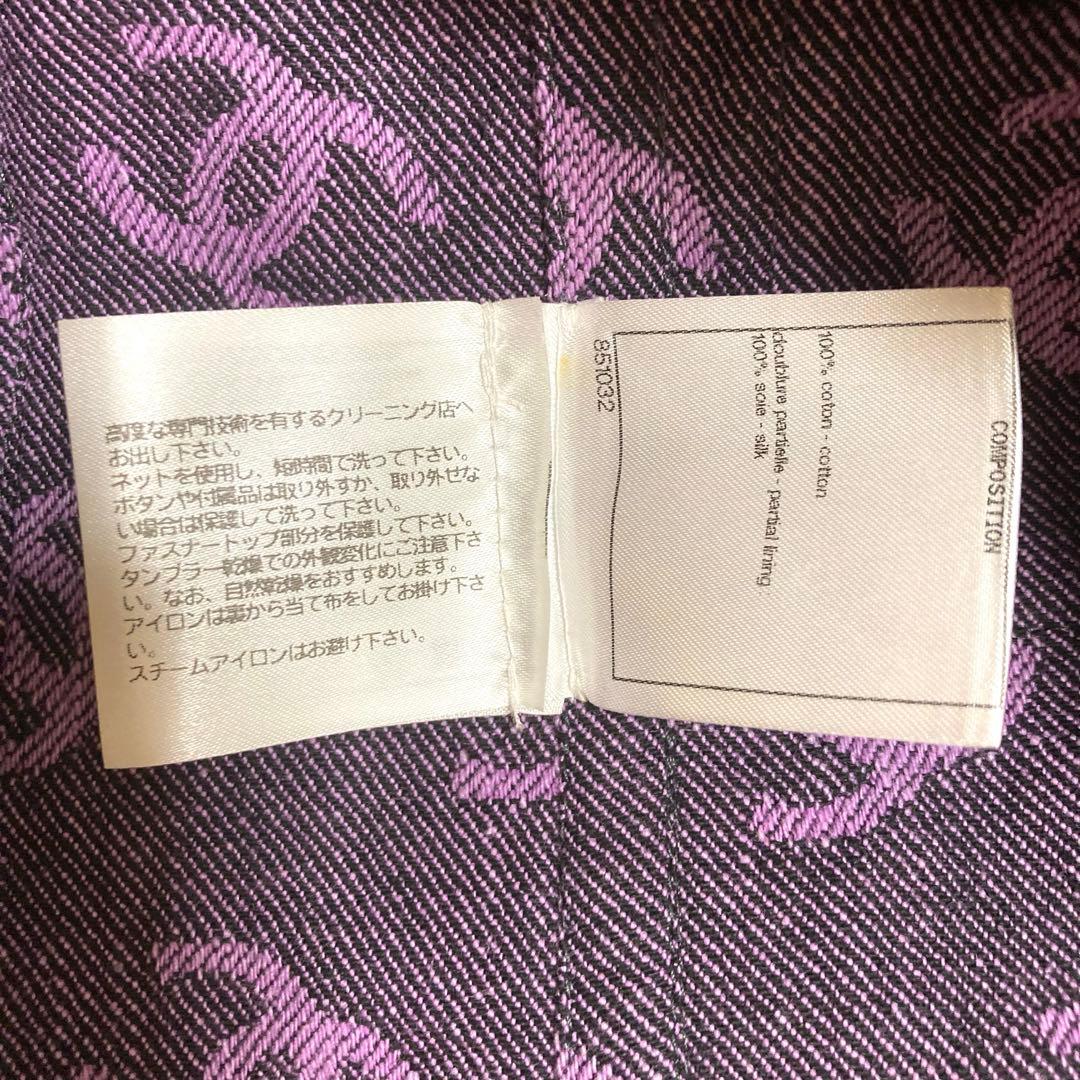 高度な専門技術を有するクリーニング店へ
お出し下さい。
ネットを使用し、短時間で洗って下さい。
ボタンや付属品は取り外すか、取り外せな
い場合は保護して洗って下さい。
ファスナートップ部分を保護して下さい。
タンブラー乾燥での外観変化にご注意下さ
い。なお、自然乾燥をおすすめします。
アイロンは裏から当て布をしてお掛け下さ
い。
スチームアイロンはお避け下さい。
COMPOSITION
100% coton - cotton
doublure partielle - partial lining
100% soie - silk
851032